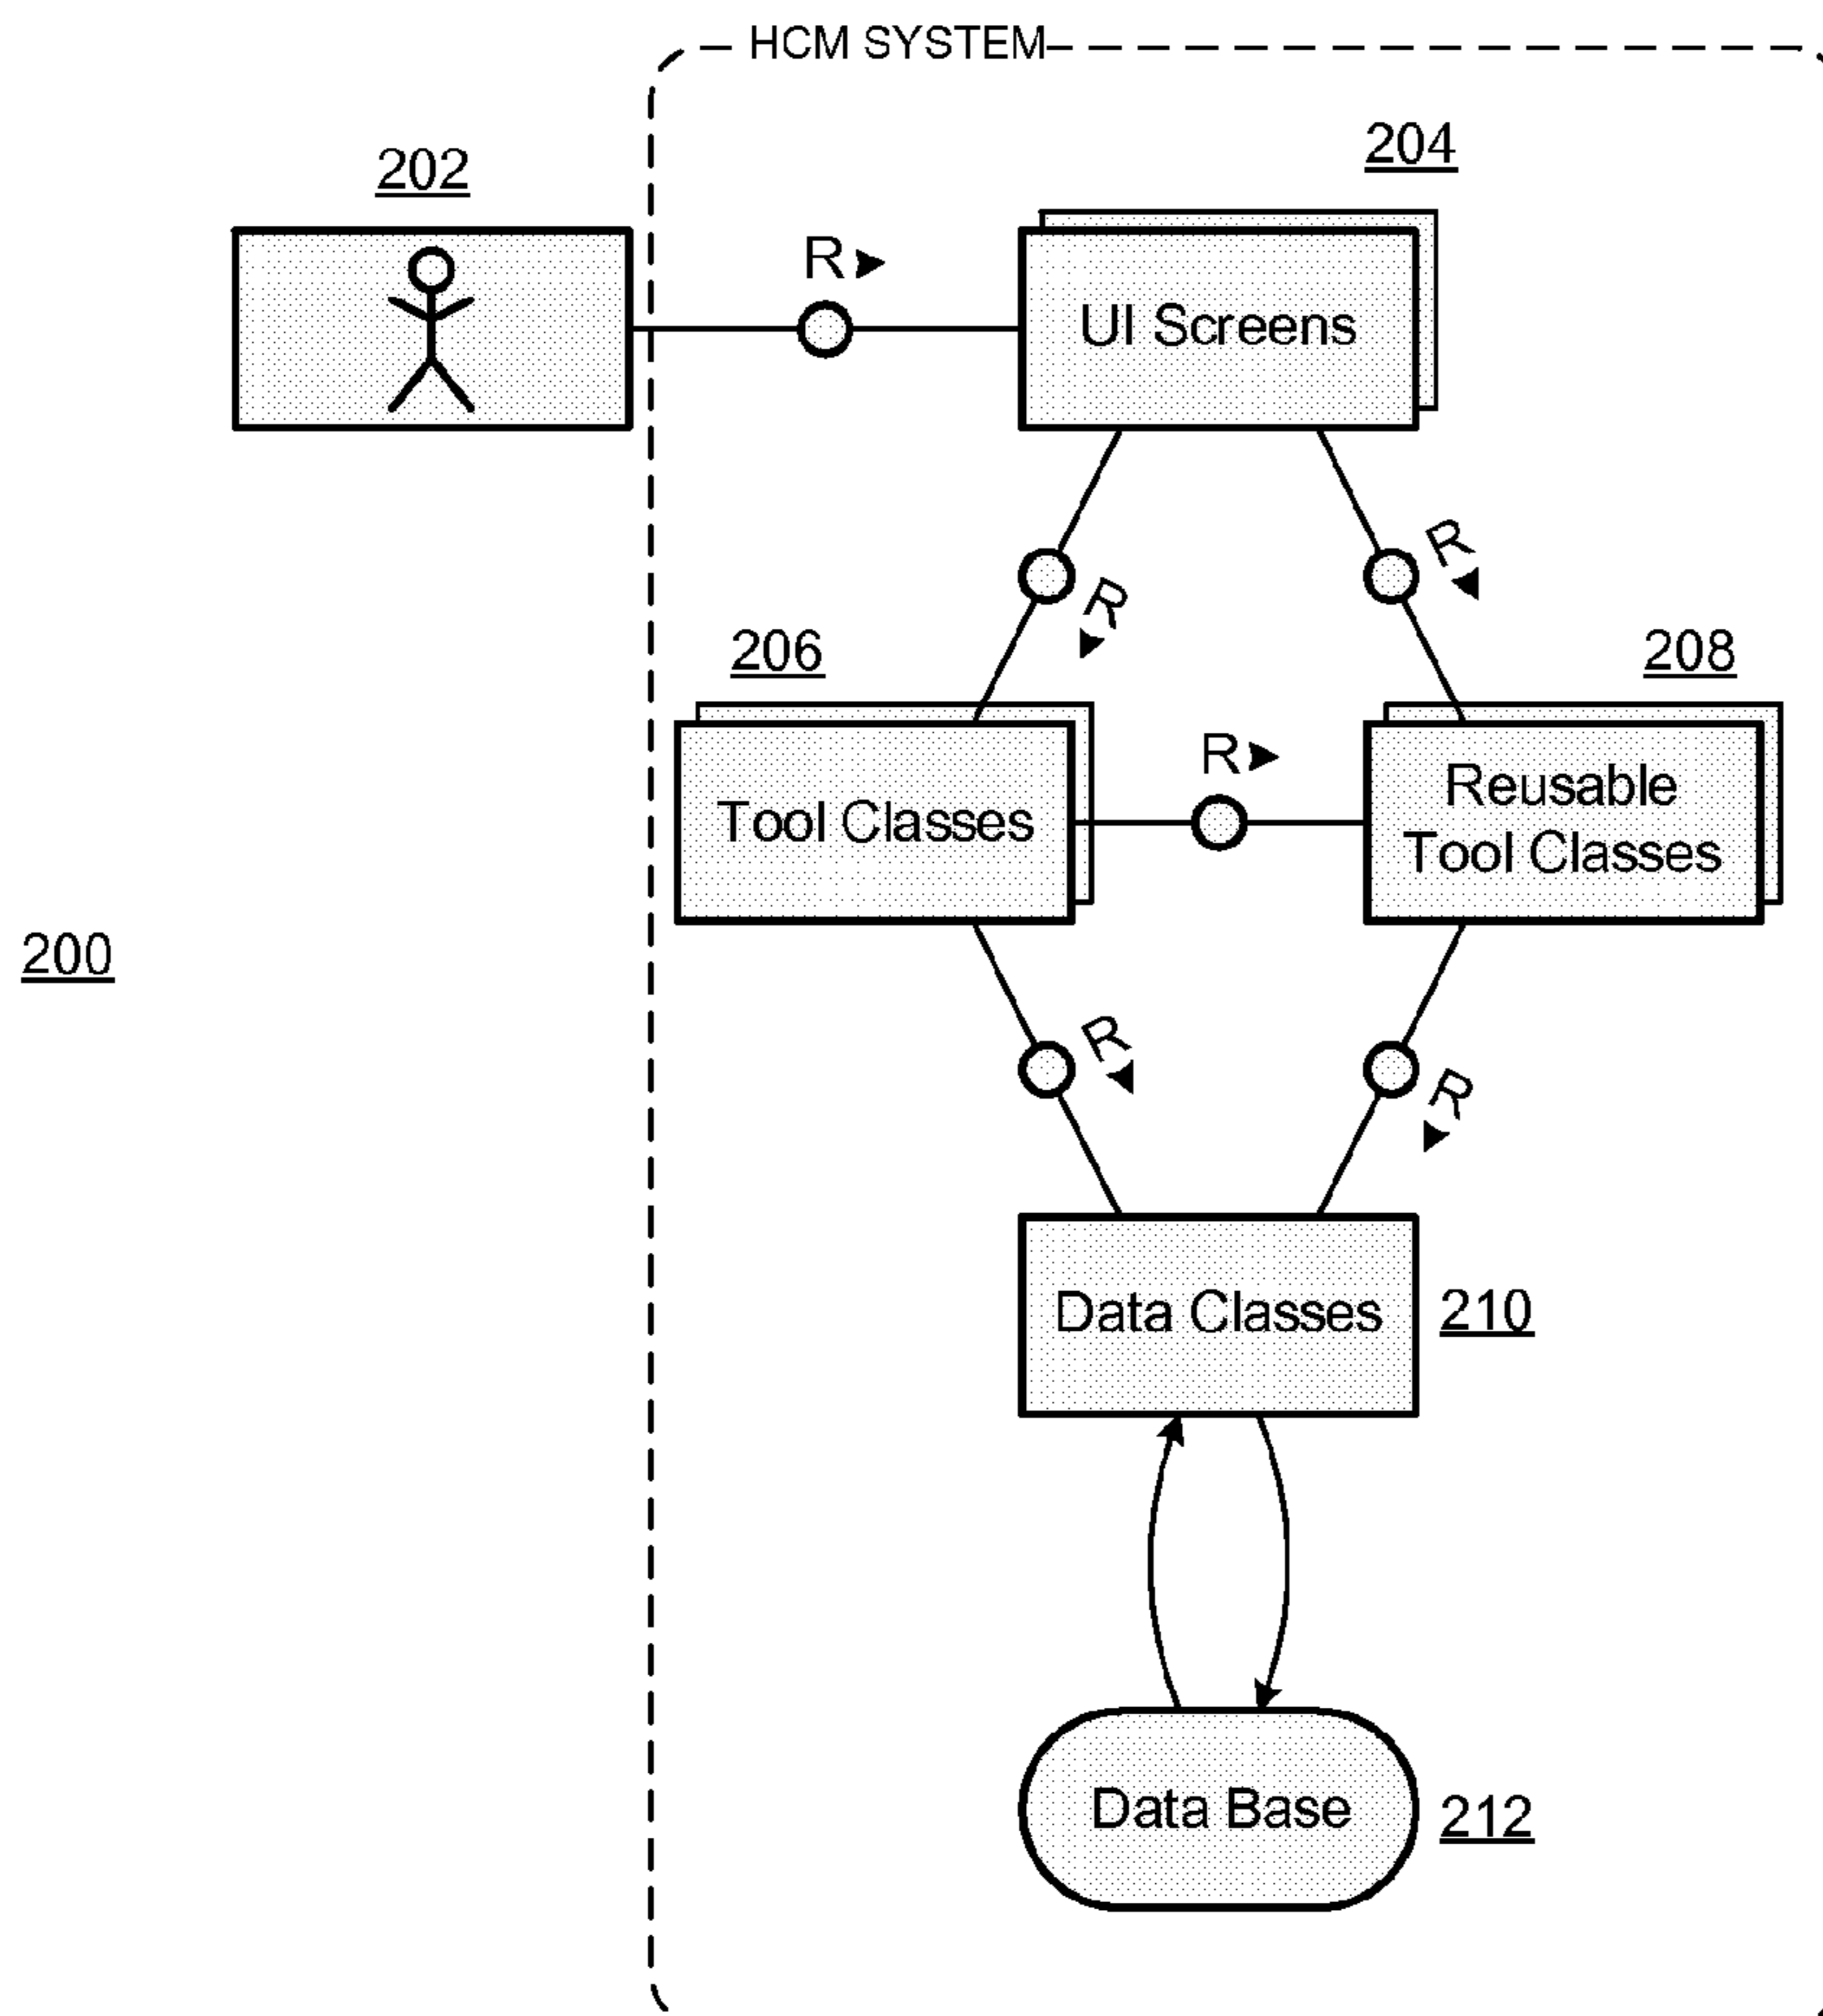 HCM SYSTEM
204
202
R
UI Screens
R
R
206
208
R
Tool Classes
Reusable
Tool Classes
200
R
R
Data Classes
210
Data Base
212